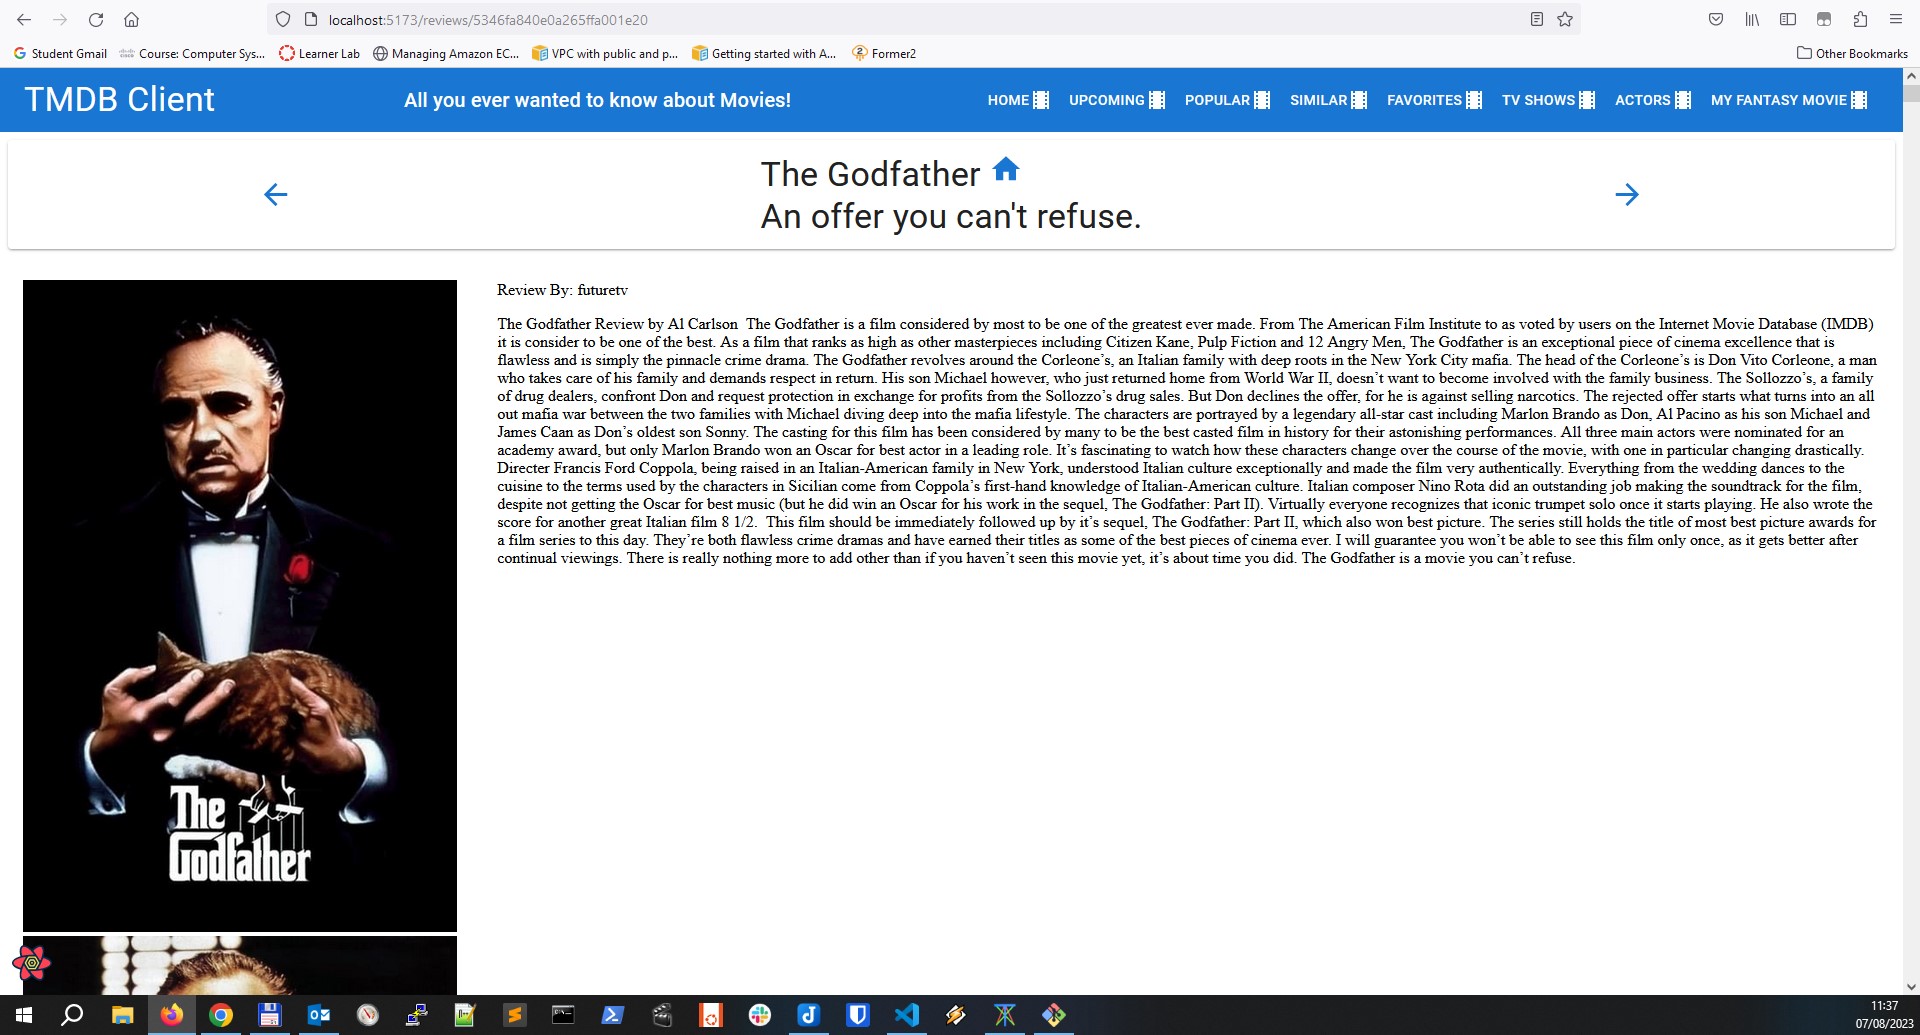 localhost:5173/reviews/5346fa840e0a265ffa001e20
Student Gmail Course: Computer Sys... Learner Lab Managing Amazon EC... VPC with public and p... Getting started with A... Former2 Other Bookmarks
TMDB Client All you ever wanted to know about Movies! HOME UPCOMING POPULAR SIMILAR FAVORITES TV SHOWS ACTORS MY FANTASY MOVIE
The Godfather
An offer you can't refuse.
Review By: futuretv
The Godfather Review by Al Carlson  The Godfather is a film considered by most to be one of the greatest ever made. From The American Film Institute to as voted by users on the Internet Movie Database (IMDB)
it is consider to be one of the best. As a film that ranks as high as other masterpieces including Citizen Kane, Pulp Fiction and 12 Angry Men, The Godfather is an exceptional piece of cinema excellence that is
flawless and is simply the pinnacle crime drama. The Godfather revolves around the Corleone’s, an Italian family with deep roots in the New York City mafia. The head of the Corleone’s is Don Vito Corleone, a man
who takes care of his family and demands respect in return. His son Michael however, who just returned home from World War II, doesn’t want to become involved with the family business. The Sollozzo’s, a family
of drug dealers, confront Don and request protection in exchange for profits from the Sollozzo’s drug sales. But Don declines the offer, for he is against selling narcotics. The rejected offer starts what turns into an all
out mafia war between the two families with Michael diving deep into the mafia lifestyle. The characters are portrayed by a legendary all-star cast including Marlon Brando as Don, Al Pacino as his son Michael and
James Caan as Don’s oldest son Sonny. The casting for this film has been considered by many to be the best casted film in history for their astonishing performances. All three main actors were nominated for an
academy award, but only Marlon Brando won an Oscar for best actor in a leading role. It’s fascinating to watch how these characters change over the course of the movie, with one in particular changing drastically.
Directer Francis Ford Coppola, being raised in an Italian-American family in New York, understood Italian culture exceptionally and made the film very authentically. Everything from the wedding dances to the
cuisine to the terms used by the characters in Sicilian come from Coppola’s first-hand knowledge of Italian-American culture. Italian composer Nino Rota did an outstanding job making the soundtrack for the film,
despite not getting the Oscar for best music (but he did win an Oscar for his work in the sequel, The Godfather: Part II). Virtually everyone recognizes that iconic trumpet solo once it starts playing. He also wrote the
score for another great Italian film 8 1/2.  This film should be immediately followed up by it’s sequel, The Godfather: Part II, which also won best picture. The series still holds the title of most best picture awards for
a film series to this day. They’re both flawless crime dramas and have earned their titles as some of the best pieces of cinema ever. I will guarantee you won’t be able to see this film only once, as it gets better after
continual viewings. There is really nothing more to add other than if you haven’t seen this movie yet, it’s about time you did. The Godfather is a movie you can’t refuse.
The
Godfather
11:37
07/08/2023